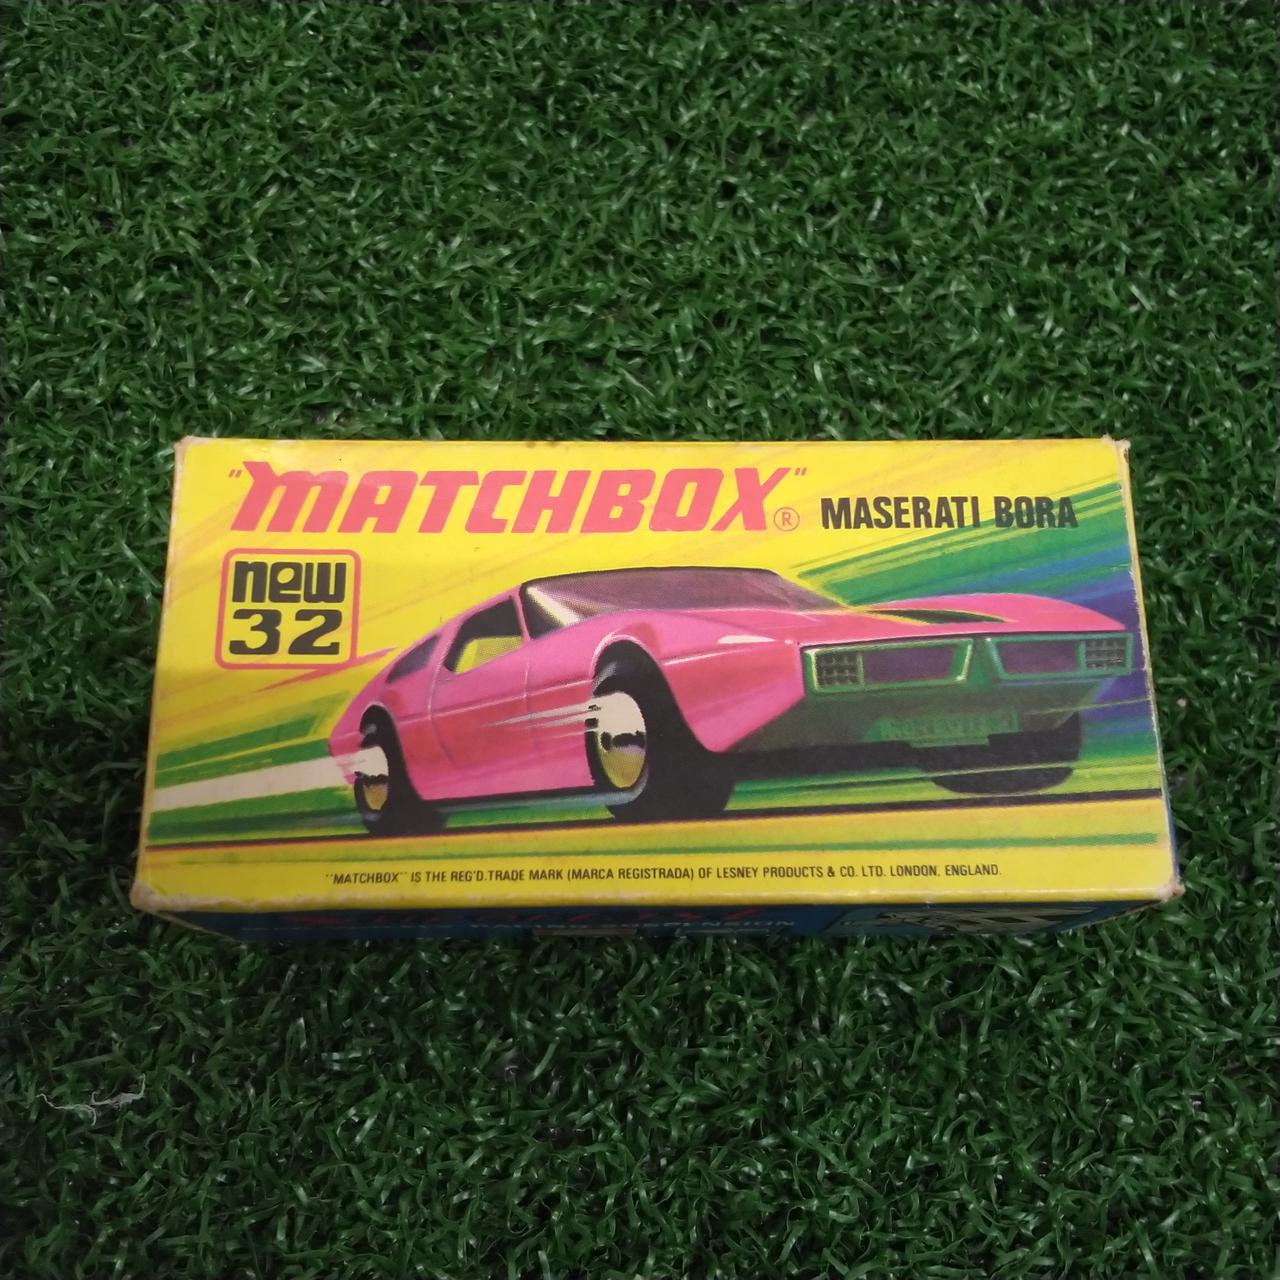 "MATCHBOX"® MASERATI BORA
new
32
"MATCHBOX" IS THE REG'D.TRADE MARK (MARCA REGISTRADA) OF LESNEY PRODUCTS & CO. LTD. LONDON. ENGLAND.